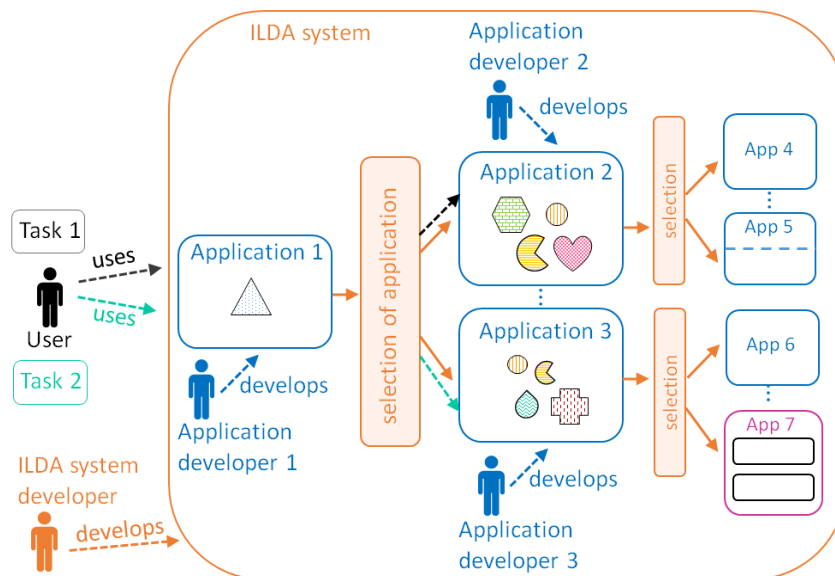 ILDA system
Application
developer 2
develops
Application 2
selection
App 4
App 5
Task 1
uses
User
uses
Task 2
Application 1
develops
Application
developer 1
selection of application
Application 3
selection
App 6
App 7
develops
Application
developer 3
ILDA system
developer
develops